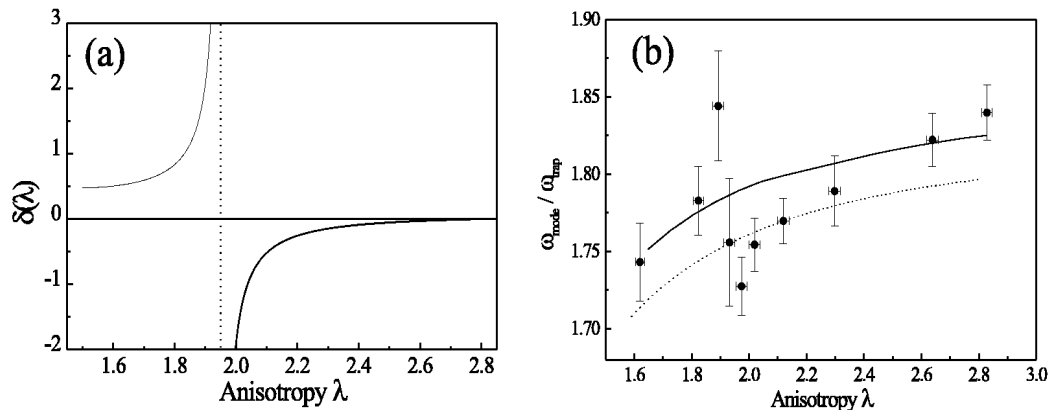 (a)
δ(λ)
3
2
1
0
-1
-2
1.6 1.8 2.0 2.2 2.4 2.6 2.8
Anisotropy λ
(b)
ω_mode / ω_trap
1.90
1.85
1.80
1.75
1.70
1.6 1.8 2.0 2.2 2.4 2.6 2.8 3.0
Anisotropy λ